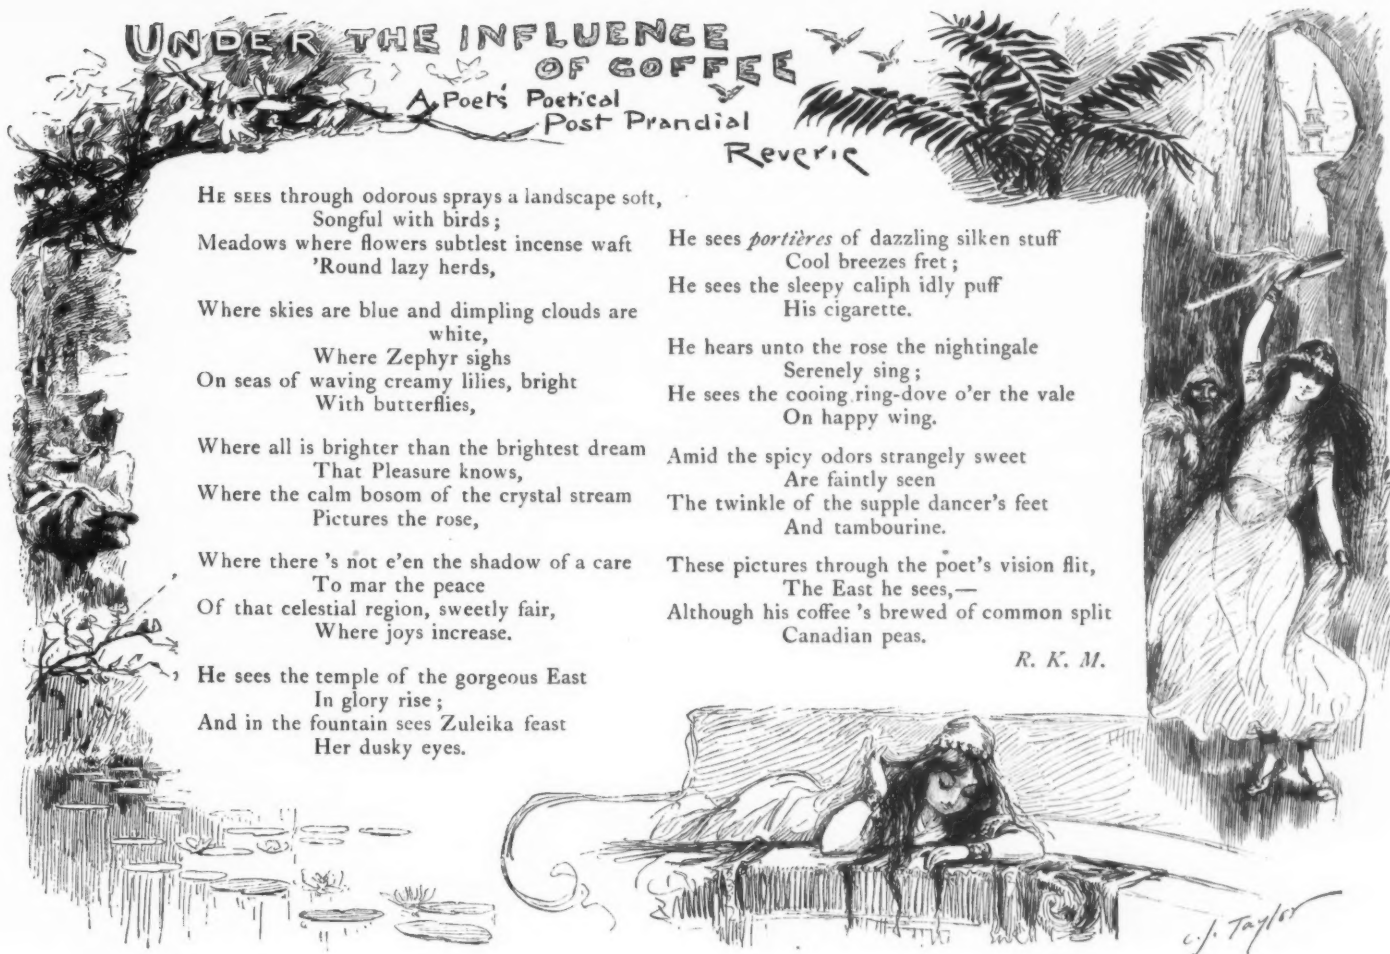 UNDER THE INFLUENCE
OF COFFEE
A Poet's Poetical
Post Prandial
Reverie
HE SEES through odorous sprays a landscape soft,
Songful with birds;
Meadows where flowers subtlest incense waft
'Round lazy herds,
Where skies are blue and dimpling clouds are
white,
Where Zephyr sighs
On seas of waving creamy lilies, bright
With butterflies,
Where all is brighter than the brightest dream
That Pleasure knows,
Where the calm bosom of the crystal stream
Pictures the rose,
Where there 's not e'en the shadow of a care
To mar the peace
Of that celestial region, sweetly fair,
Where joys increase.
He sees the temple of the gorgeous East
In glory rise;
And in the fountain sees Zuleika feast
Her dusky eyes.
He sees portières of dazzling silken stuff
Cool breezes fret;
He sees the sleepy caliph idly puff
His cigarette.
He hears unto the rose the nightingale
Serenely sing;
He sees the cooing ring-dove o'er the vale
On happy wing.
Amid the spicy odors strangely sweet
Are faintly seen
The twinkle of the supple dancer's feet
And tambourine.
These pictures through the poet's vision flit,
The East he sees,—
Although his coffee 's brewed of common split
Canadian peas.
R. K. M.
C. J. Taylor